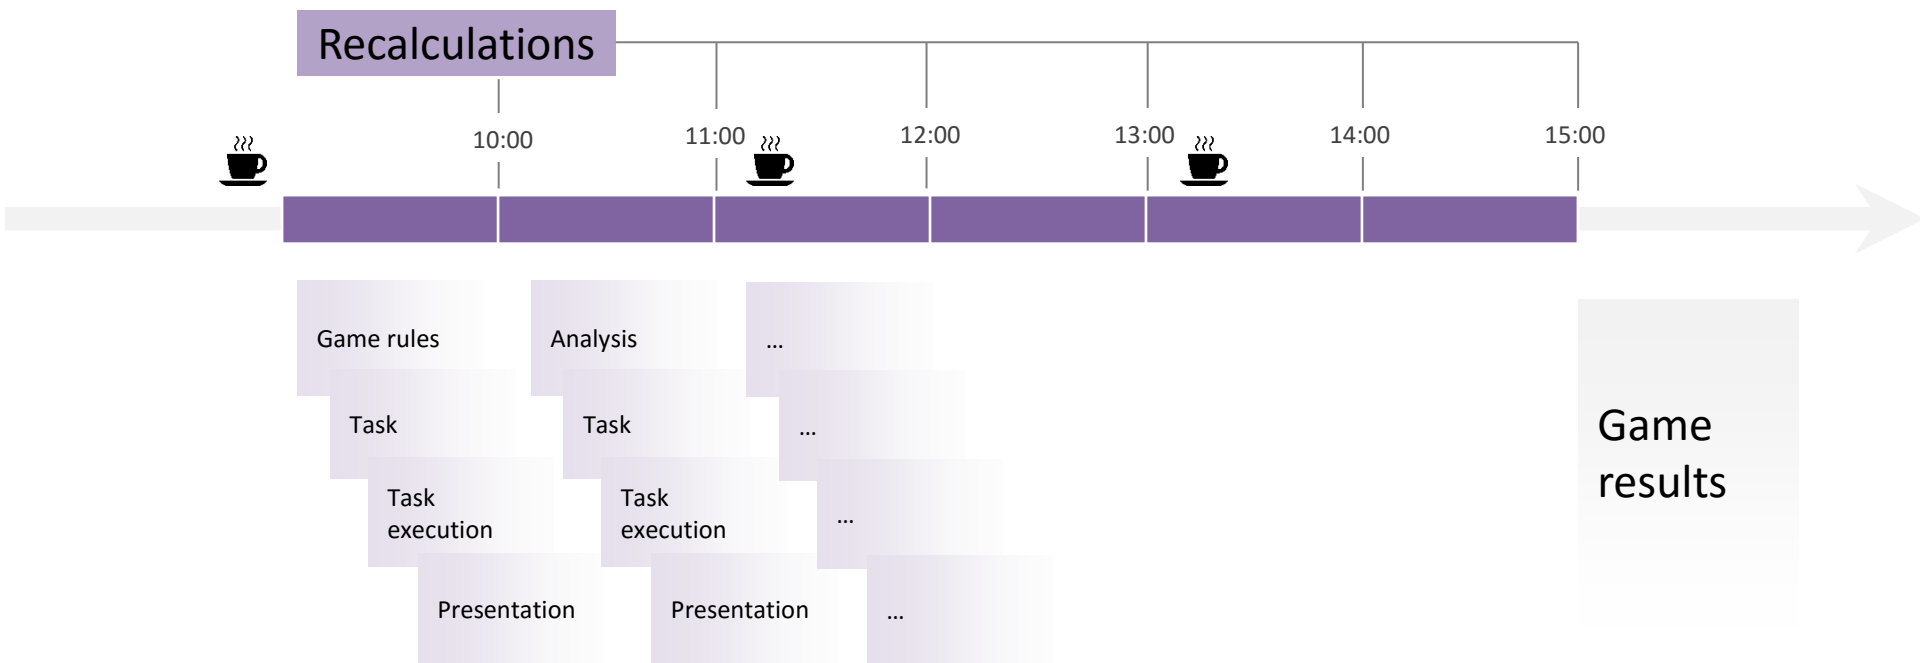 Recalculations
10:00
11:00
12:00
13:00
14:00
15:00
Game rules
Task
Task
execution
Presentation
Analysis
Task
Task
execution
Presentation
...
...
...
...
Game
results